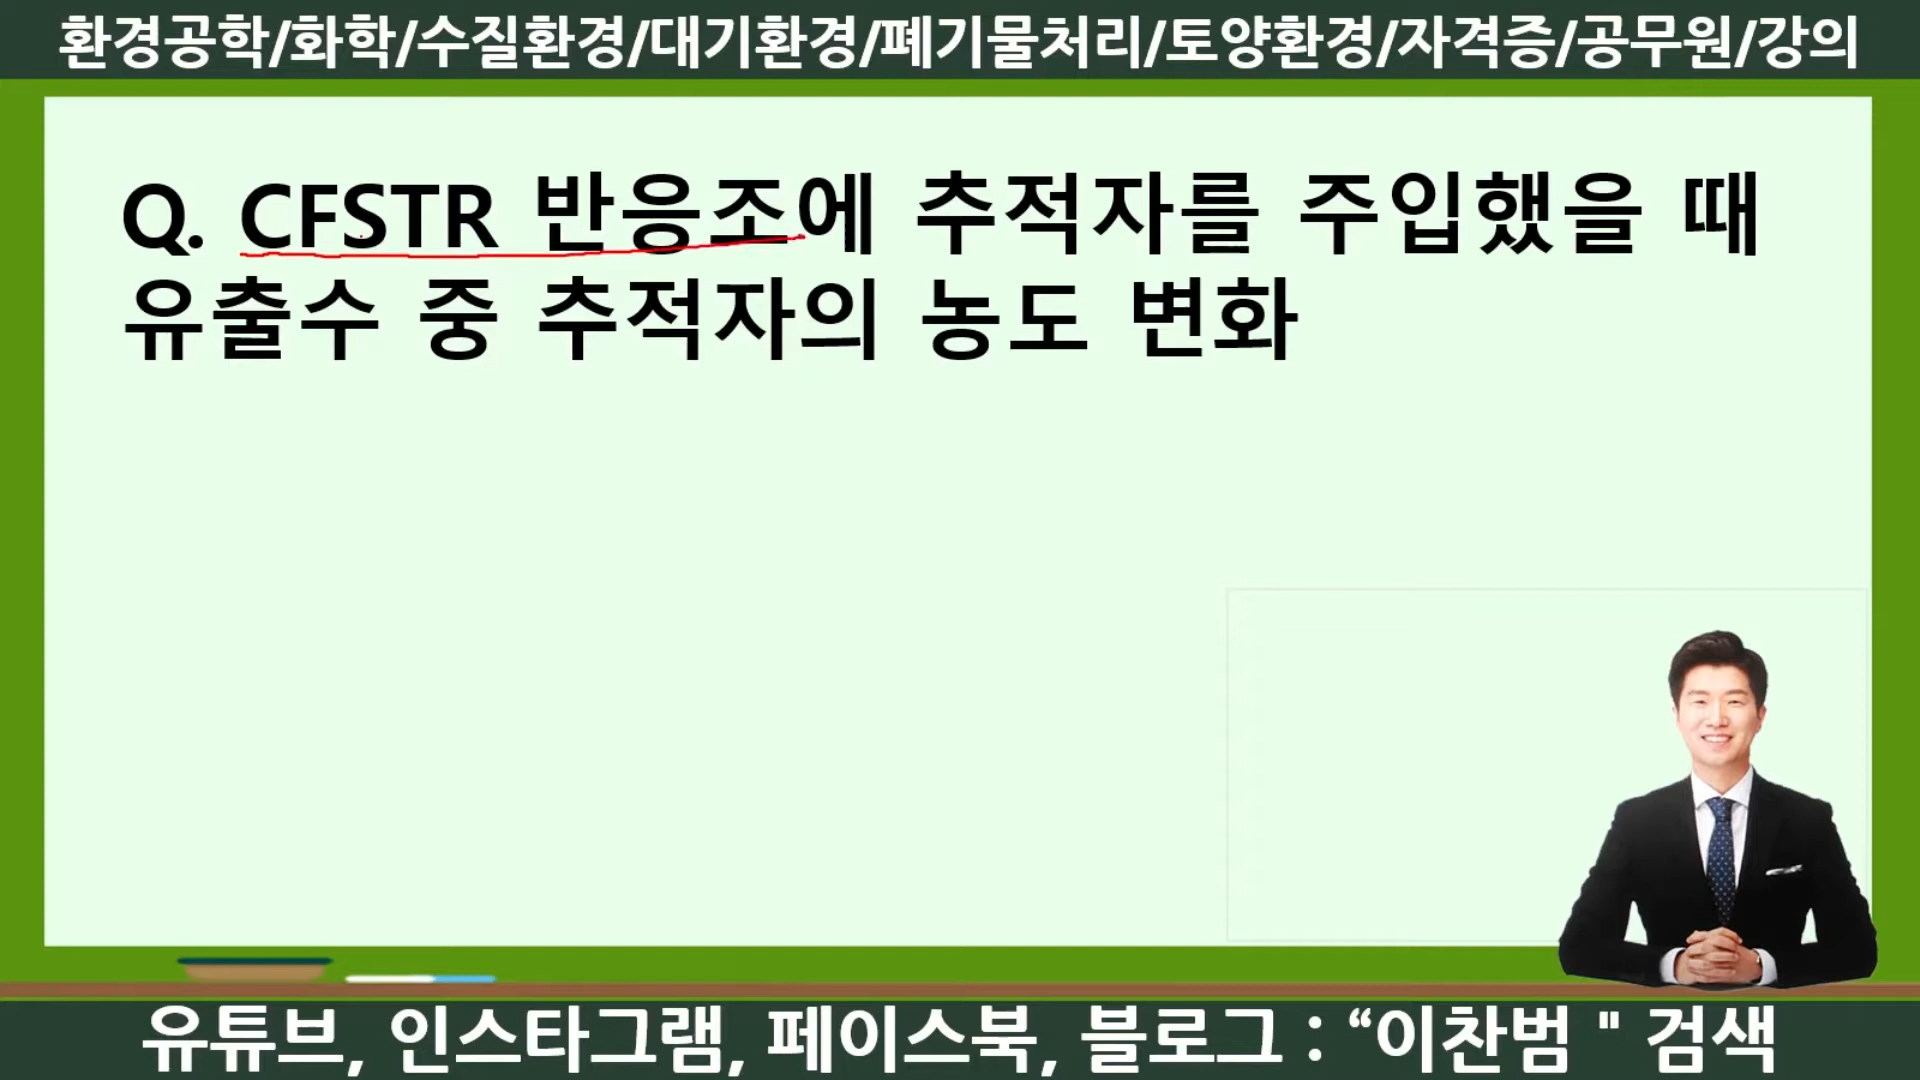 환경공학/화학/수질환경/대기환경/폐기물처리/토양환경/자격증/공무원/강의
Q. CFSTR 반응조에 추적자를 주입했을 때
유출수 중 추적자의 농도 변화
유튜브, 인스타그램, 페이스북, 블로그 : “이찬범 " 검색